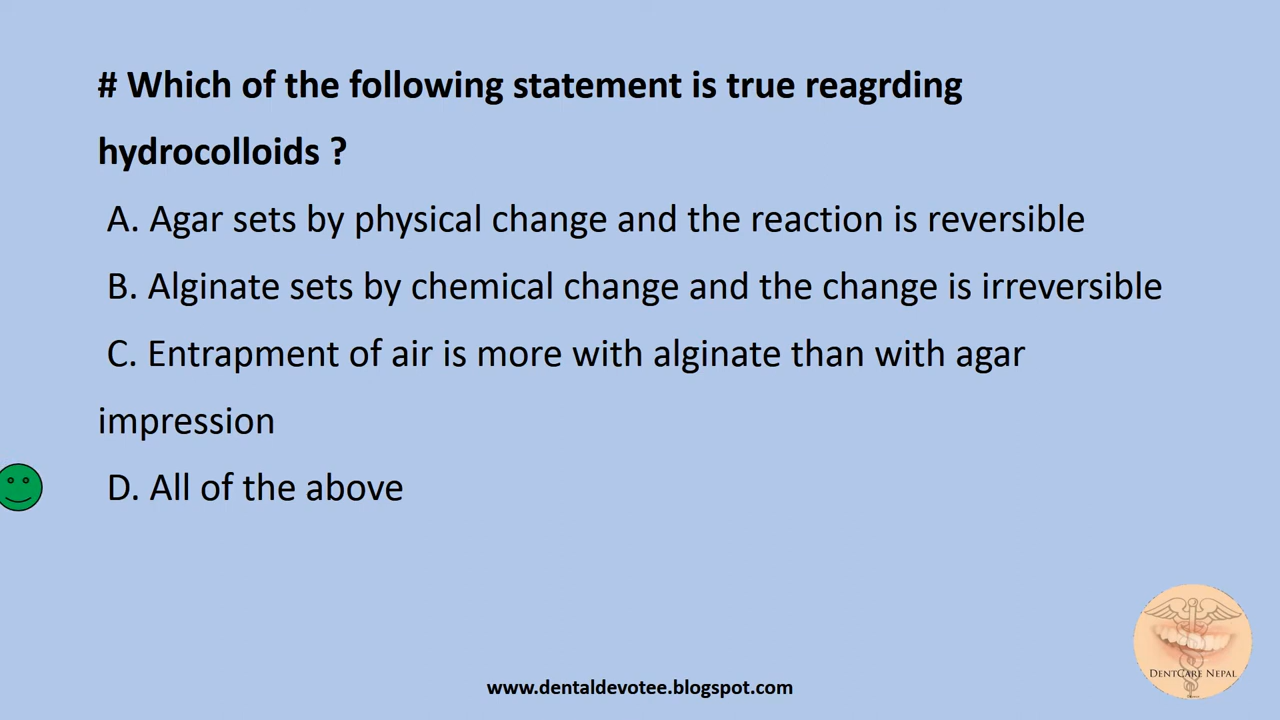 # Which of the following statement is true reagrding
hydrocolloids ?
A. Agar sets by physical change and the reaction is reversible
B. Alginate sets by chemical change and the change is irreversible
C. Entrapment of air is more with alginate than with agar
impression
D. All of the above
DENTCARE NEPAL
www.dentaldevotee.blogspot.com